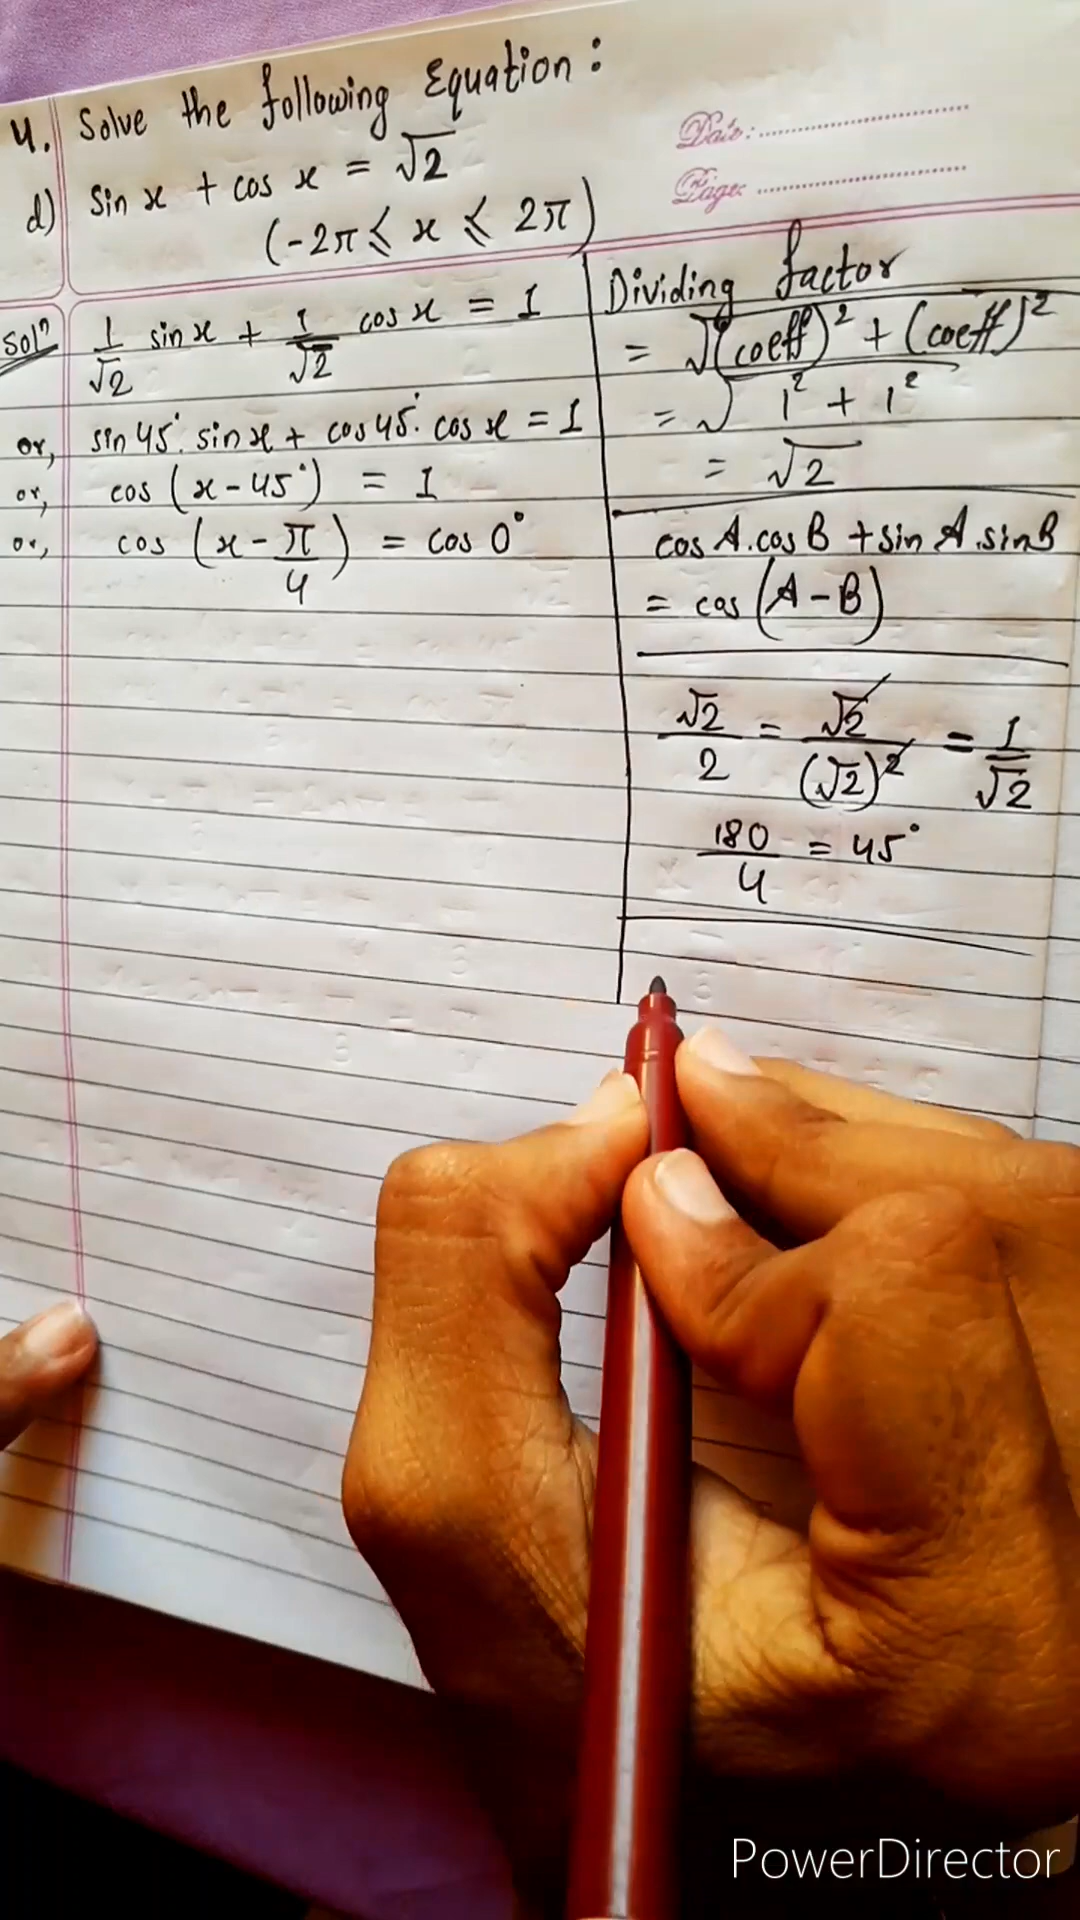 4. Solve the following Equation:
d) sin x + cos x = √2
(-2π ⩽ x ⩽ 2π)
Date:
Page:
Solⁿ 1/√2 sin x + 1/√2 cos x = 1
or, sin 45°. sin x + cos 45°. cos x = 1
or, cos (x - 45°) = 1
or, cos (x - π/4) = cos 0°
Dividing factor
= √(coeff)² + (coeff)²
= √1² + 1²
= √2
cos A.cos B + sin A.sin B
= cos (A - B)
√2/2 = √2/(√2)² = 1/√2
180/4 = 45°
PowerDirector